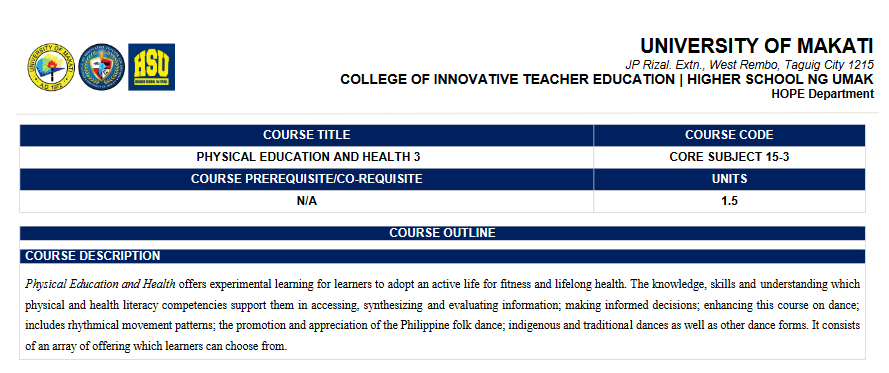 UNIVERSITY OF MAKATI
JP Rizal. Extn., West Rembo, Taguig City 1215
COLLEGE OF INNOVATIVE TEACHER EDUCATION | HIGHER SCHOOL NG UMAK
HOPE Department
HSU
COURSE TITLE COURSE CODE
PHYSICAL EDUCATION AND HEALTH 3 CORE SUBJECT 15-3
COURSE PREREQUISITE/CO-REQUISITE UNITS
N/A 1.5
COURSE OUTLINE
COURSE DESCRIPTION
Physical Education and Health offers experimental learning for learners to adopt an active life for fitness and lifelong health. The knowledge, skills and understanding which
physical and health literacy competencies support them in accessing, synthesizing and evaluating information; making informed decisions; enhancing this course on dance;
includes rhythmical movement patterns; the promotion and appreciation of the Philippine folk dance; indigenous and traditional dances as well as other dance forms. It consists
of an array of offering which learners can choose from.